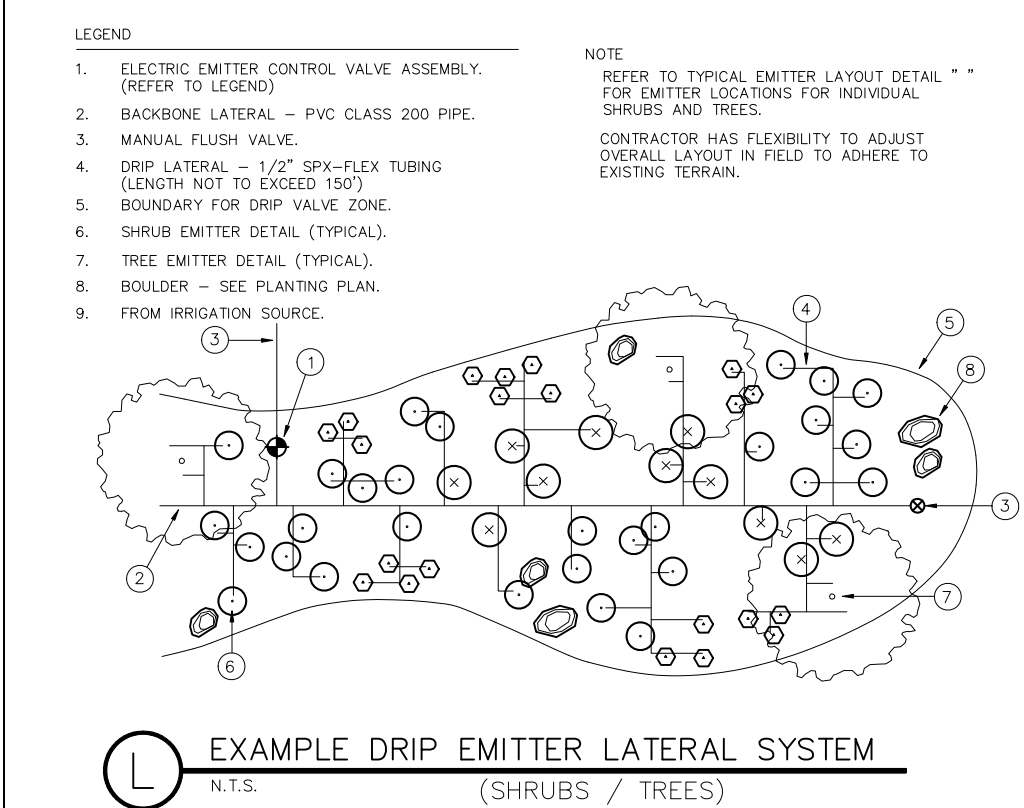 LEGEND
1. ELECTRIC EMITTER CONTROL VALVE ASSEMBLY.
(REFER TO LEGEND)
2. BACKBONE LATERAL – PVC CLASS 200 PIPE.
3. MANUAL FLUSH VALVE.
4. DRIP LATERAL – 1/2" SPX–FLEX TUBING
(LENGTH NOT TO EXCEED 150')
5. BOUNDARY FOR DRIP VALVE ZONE.
6. SHRUB EMITTER DETAIL (TYPICAL).
7. TREE EMITTER DETAIL (TYPICAL).
8. BOULDER – SEE PLANTING PLAN.
9. FROM IRRIGATION SOURCE.
NOTE
REFER TO TYPICAL EMITTER LAYOUT DETAIL " "
FOR EMITTER LOCATIONS FOR INDIVIDUAL
SHRUBS AND TREES.
CONTRACTOR HAS FLEXIBILITY TO ADJUST
OVERALL LAYOUT IN FIELD TO ADHERE TO
EXISTING TERRAIN.
3
1
4
5
8
3
2
7
6
L
EXAMPLE DRIP EMITTER LATERAL SYSTEM
N.T.S.
(SHRUBS / TREES)